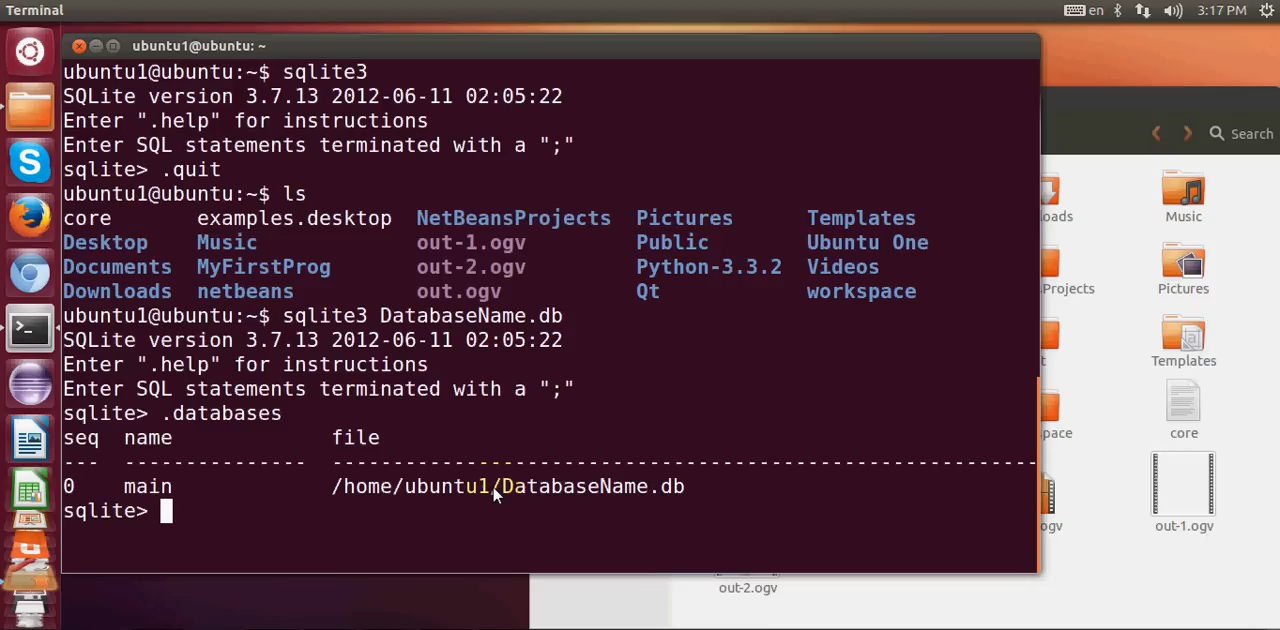 Terminal
en
3:17 PM
ubuntu1@ubuntu: ~
ubuntu1@ubuntu:~$ sqlite3
SQLite version 3.7.13 2012-06-11 02:05:22
Enter ".help" for instructions
Enter SQL statements terminated with a ";"
sqlite> .quit
ubuntu1@ubuntu:~$ ls
core examples.desktop NetBeansProjects Pictures Templates
Desktop Music out-1.ogv Public Ubuntu One
Documents MyFirstProg out-2.ogv Python-3.3.2 Videos
Downloads netbeans out.ogv Qt workspace
ubuntu1@ubuntu:~$ sqlite3 DatabaseName.db
SQLite version 3.7.13 2012-06-11 02:05:22
Enter ".help" for instructions
Enter SQL statements terminated with a ";"
sqlite> .databases
seq name file
--- --------------- ----------------------------------------------------------
0 main /home/ubuntu1/DatabaseName.db
sqlite>
Search
oads
Music
Projects
Pictures
t
Templates
pace
core
ogv
out-1.ogv
out-2.ogv